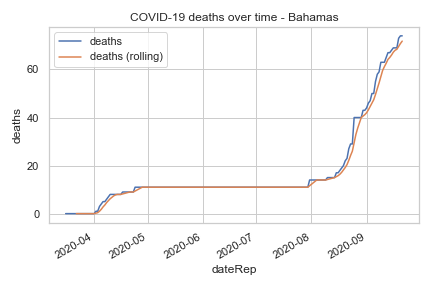 COVID-19 deaths over time - Bahamas
deaths
deaths (rolling)
deaths
60
40
20
0
2020-04
2020-05
2020-06
2020-07
2020-08
2020-09
dateRep